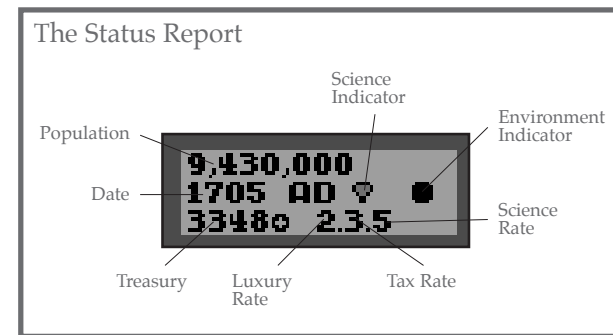 The Status Report
Science
Indicator
Environment
Indicator
Population
9,430,000
Date
1705 AD
3348 2.3.5
Science
Rate
Treasury
Luxury
Rate
Tax Rate